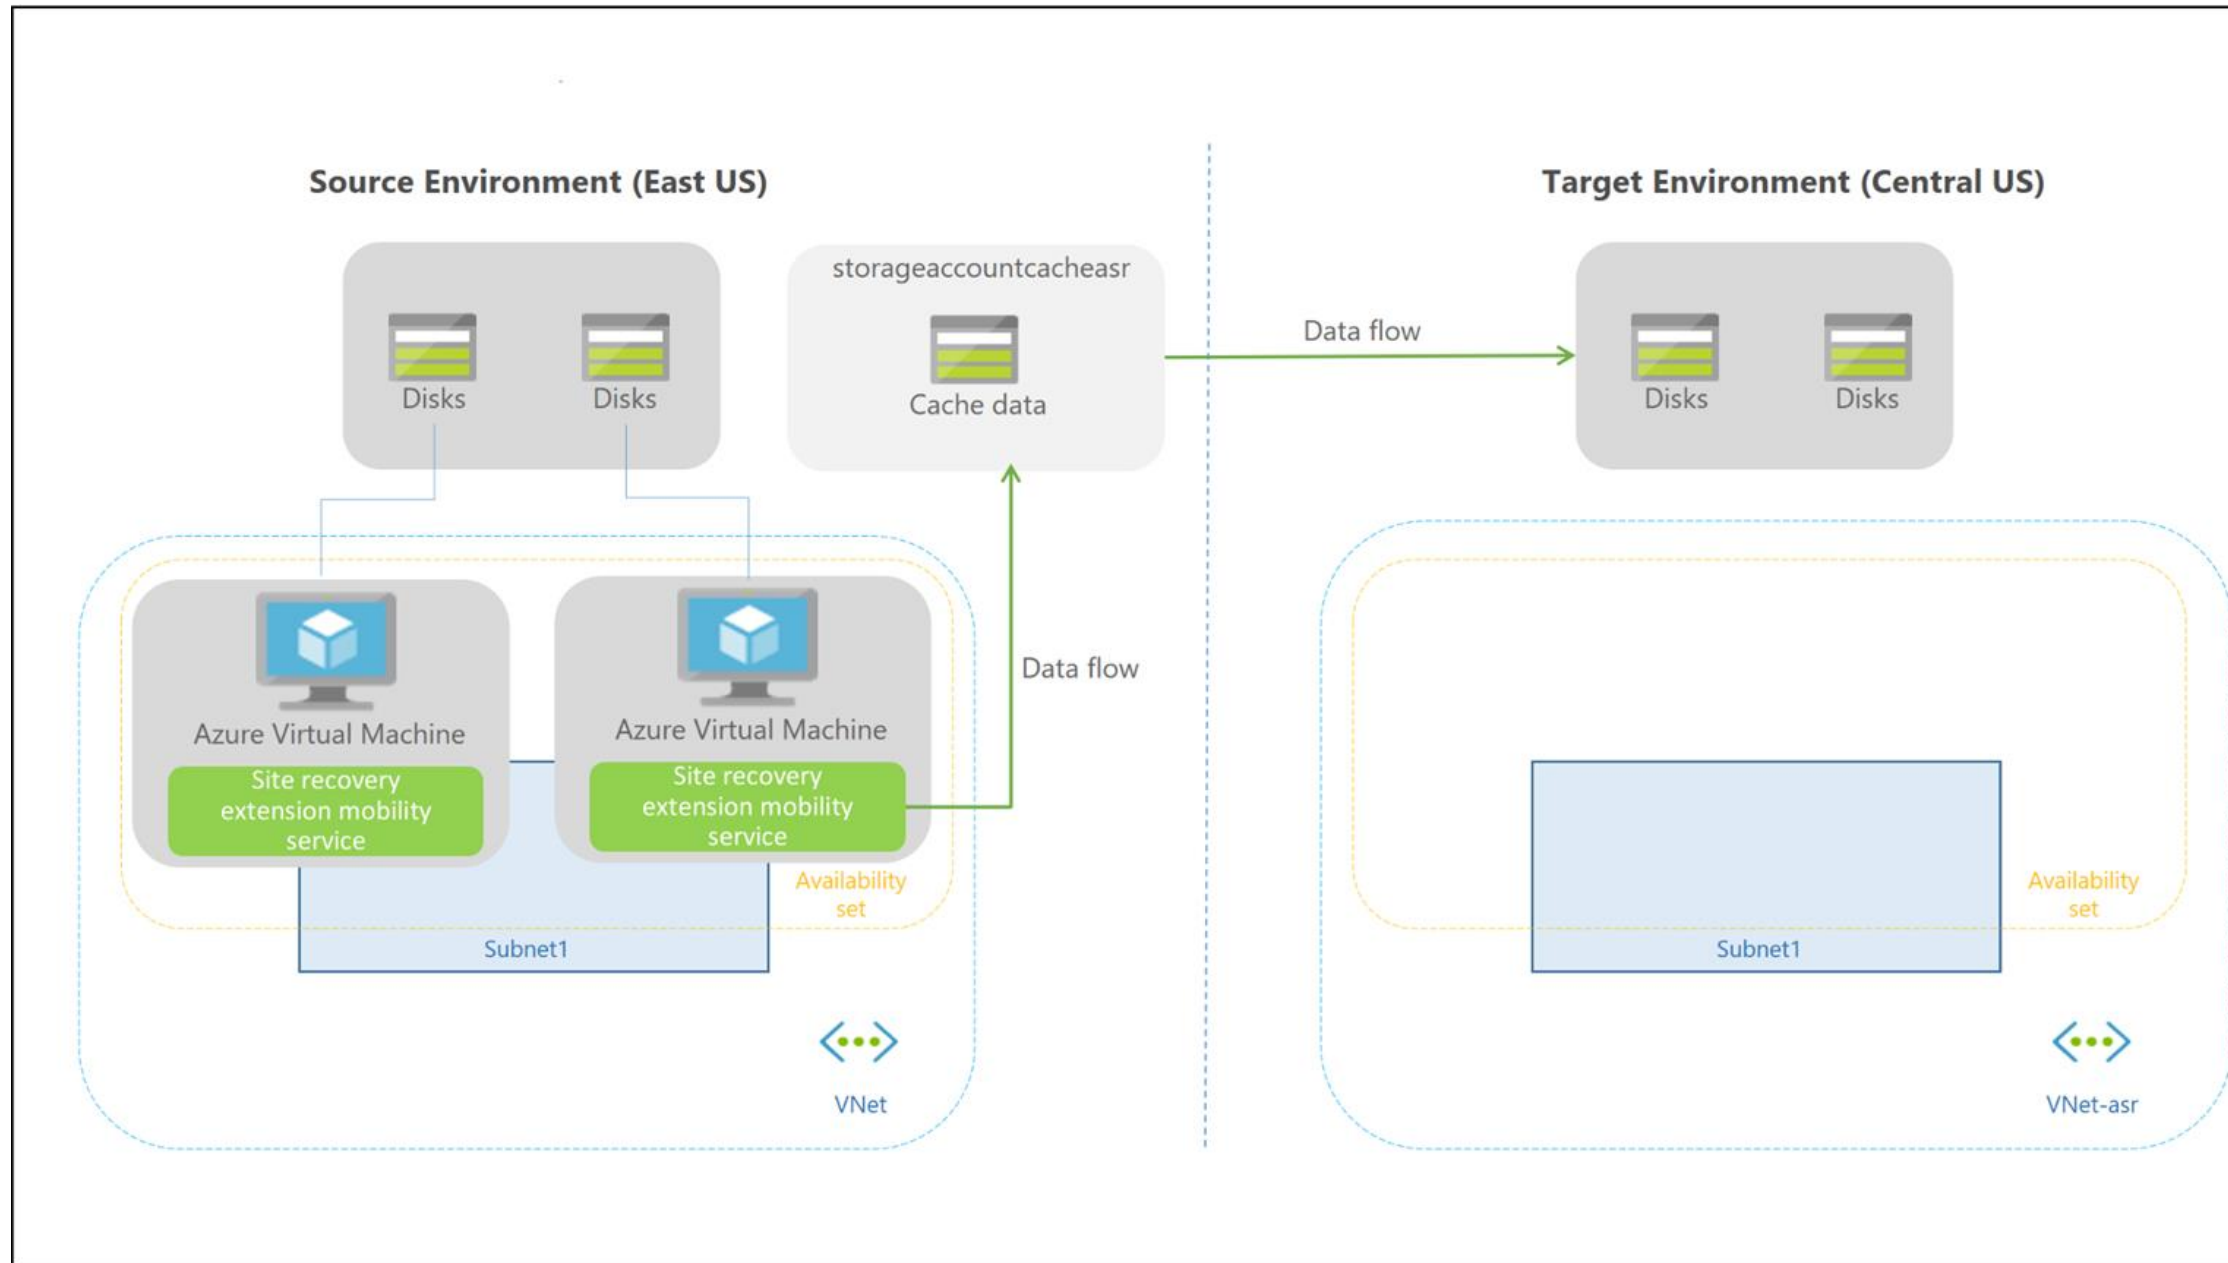 Source Environment (East US)
Target Environment (Central US)
storageaccountcacheasr
Disks
Disks
Cache data
Data flow
Disks
Disks
Data flow
Azure Virtual Machine
Site recovery
extension mobility
service
Azure Virtual Machine
Site recovery
extension mobility
service
Availability
set
Subnet1
VNet
Availability
set
Subnet1
VNet-asr